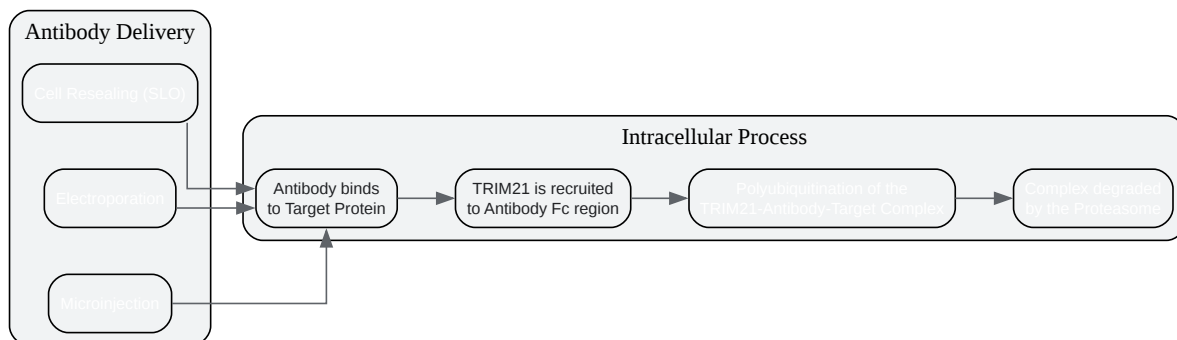 Antibody Delivery
Cell Resealing (SLO)
Electroporation
Microinjection
Intracellular Process
Antibody binds
to Target Protein
TRIM21 is recruited
to Antibody Fc region
Polyubiquitination of the
TRIM21-Antibody-Target Complex
Complex degraded
by the Proteasome